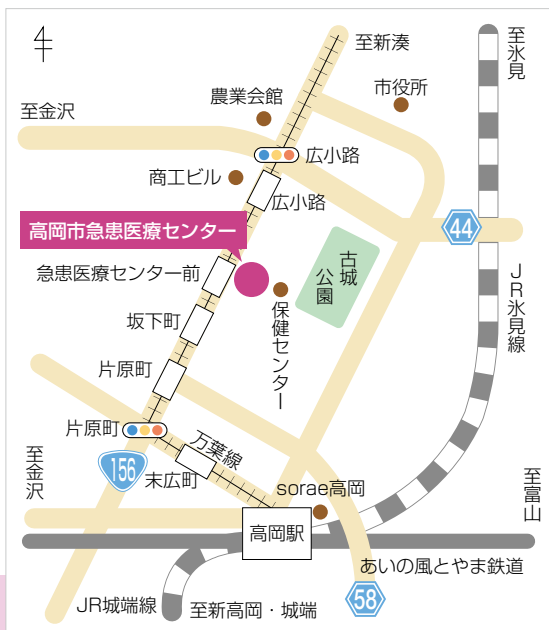 至新湊
至氷見
市役所
農業会館
至金沢
広小路
商工ビル
広小路
高岡市急患医療センター
44
古城
公園
急患医療センター前
保健センター
JR氷見線
坂下町
片原町
片原町
万葉線
156
末広町
至金沢
sorae高岡
至富山
高岡駅
あいの風とやま鉄道
58
JR城端線
至新高岡・城端